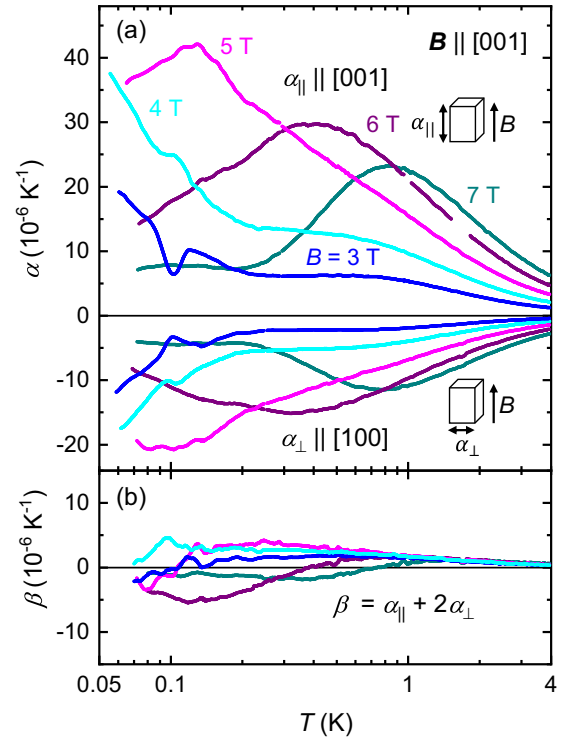 (a)
5 T
B || [001]
α|| || [001]
4 T
6 T
α||
B
7 T
B = 3 T
α (10⁻⁶ K⁻¹)
40
30
20
10
0
-10
-20
α⊥ || [100]
B
α⊥
(b)
β (10⁻⁶ K⁻¹)
10
0
-10
β = α|| + 2α⊥
0.05
0.1
1
4
T (K)